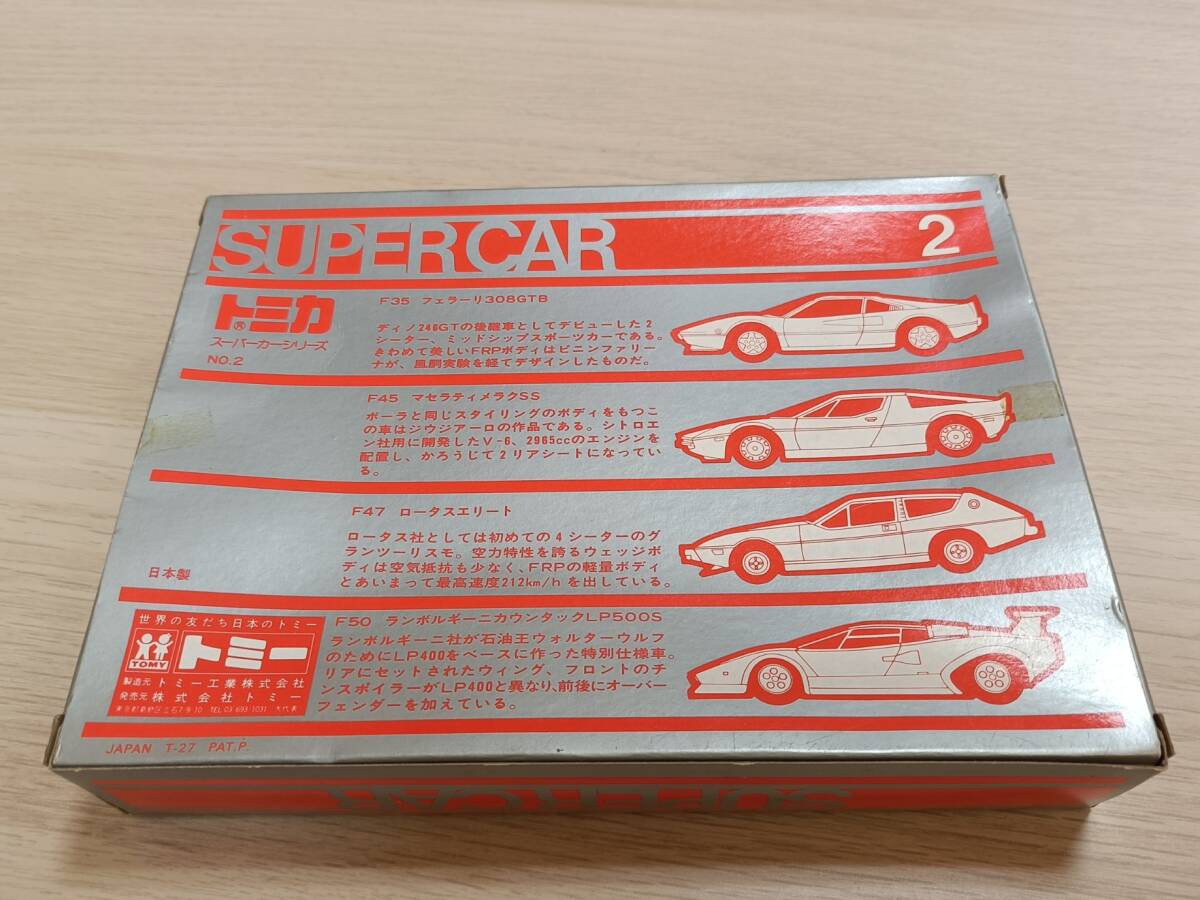 SUPER CAR
2
トミカ
®
スーパーカーシリーズ
NO.2
F35 フェラーリ308GTB
ディノ246GTの後継車としてデビューした2
シーター、ミッドシップスポーツカーである。
きわめて美しいFRPボディはピニンファリー
ナが、風胴実験を経てデザインしたものだ。
F45 マセラティメラクSS
ボーラと同じスタイリングのボディをもつこ
の車はジウジアーロの作品である。シトロエ
ン社用に開発したV-6、2965ccのエンジンを
配置し、かろうじて2リアシートになってい
る。
F47 ロータスエリート
ロータス社としては初めての4シーターのグ
ランツーリスモ。空力特性を誇るウェッジボ
ディは空気抵抗も少なく、FRPの軽量ボディ
とあいまって最高速度212km/hを出している。
日本製
F50 ランボルギーニカウンタックLP500S
ランボルギーニ社が石油王ウォルターウルフ
のためにLP400をベースに作った特別仕様車。
リアにセットされたウィング、フロントのチ
ンスポイラーがLP400と異なり、前後にオーバー
フェンダーを加えている。
世界の友だち日本のトミー
TOMY
トミー
製造元 トミー工業株式会社
発売元 株式会社トミー
東京都葛飾区立石7-9-10 TEL.03-693-1031 大代表
JAPAN T-27 PAT.P.
SUPER CAR